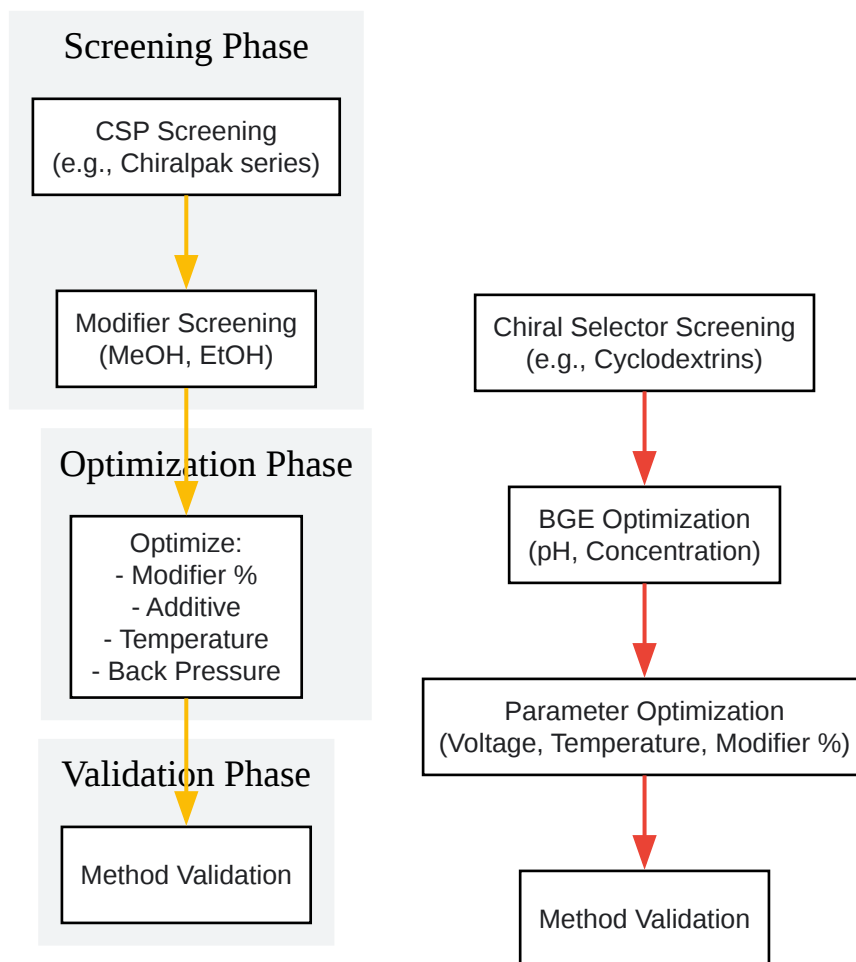 Screening Phase
CSP Screening
(e.g., Chiralpak series)
Modifier Screening
(MeOH, EtOH)
Optimization Phase
Optimize:
- Modifier %
- Additive
- Temperature
- Back Pressure
Validation Phase
Method Validation
Chiral Selector Screening
(e.g., Cyclodextrins)
BGE Optimization
(pH, Concentration)
Parameter Optimization
(Voltage, Temperature, Modifier %)
Method Validation